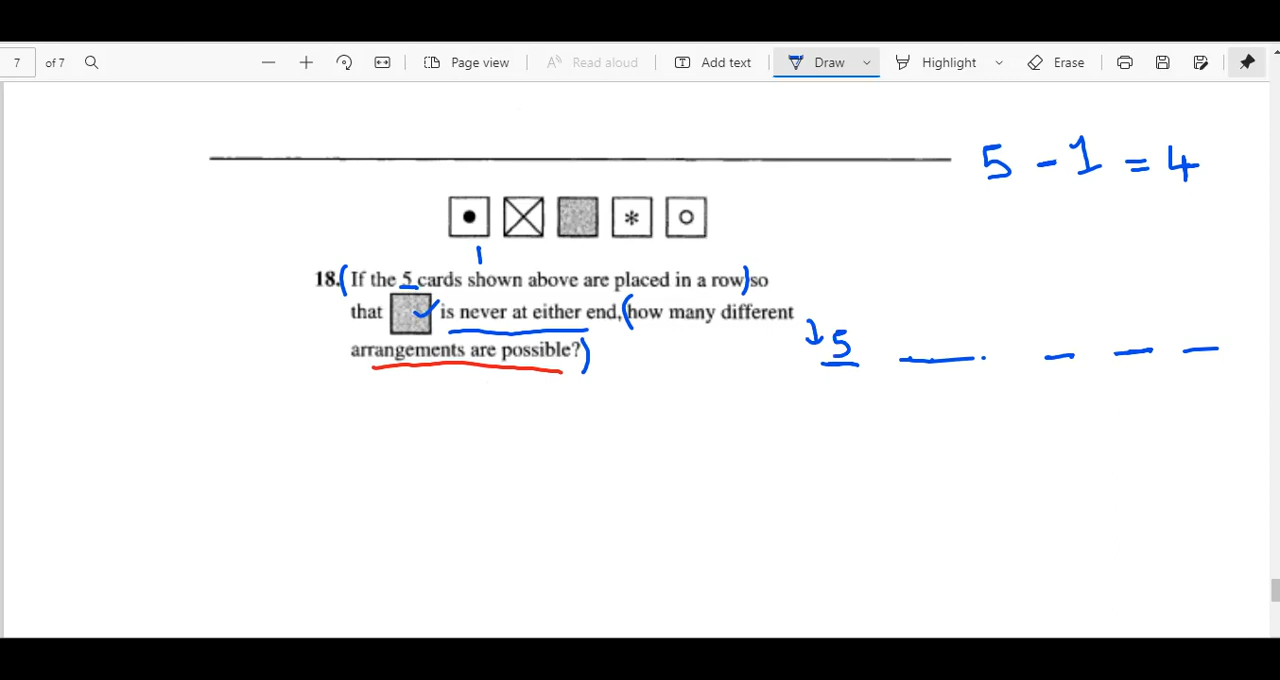 7 of 7 Page view Read aloud Add text Draw Highlight Erase
5 - 1 = 4
18. If the 5 cards shown above are placed in a row so
that is never at either end, how many different
arrangements are possible?
5